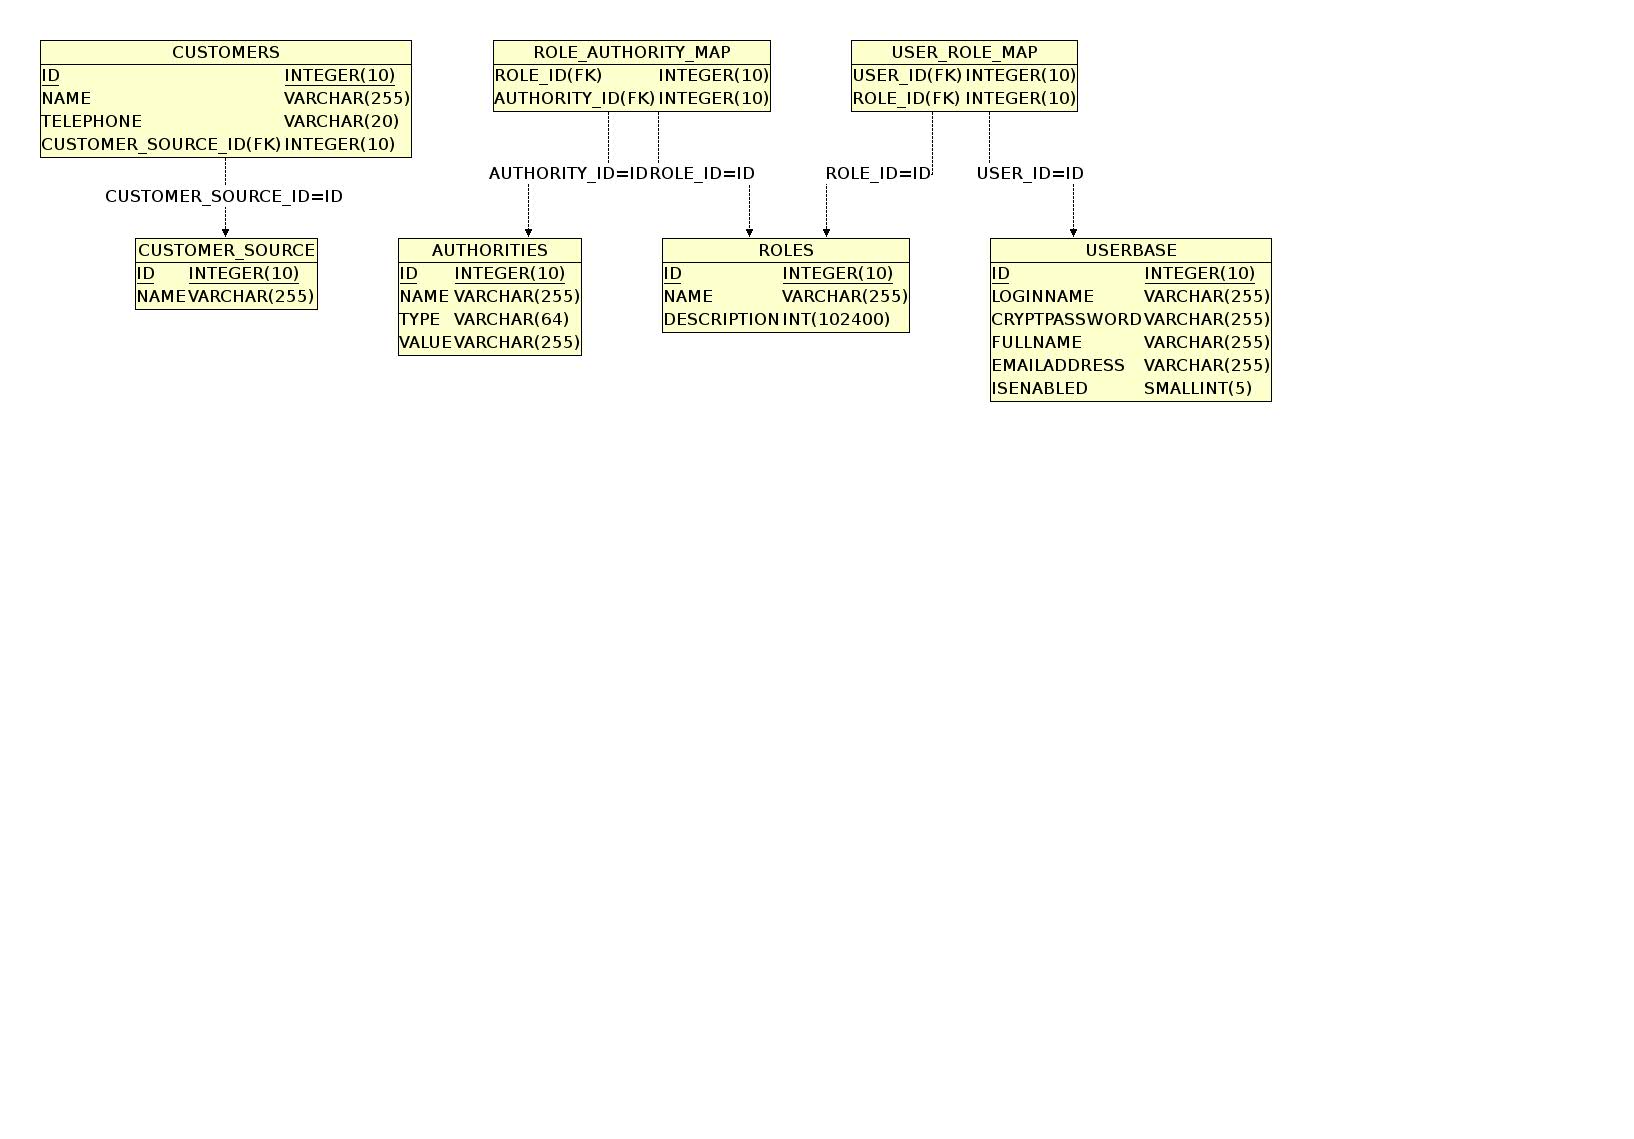 CUSTOMERS
ID INTEGER(10)
NAME VARCHAR(255)
TELEPHONE VARCHAR(20)
CUSTOMER_SOURCE_ID(FK) INTEGER(10)
ROLE_AUTHORITY_MAP
ROLE_ID(FK) INTEGER(10)
AUTHORITY_ID(FK) INTEGER(10)
USER_ROLE_MAP
USER_ID(FK) INTEGER(10)
ROLE_ID(FK) INTEGER(10)
CUSTOMER_SOURCE_ID=ID
AUTHORITY_ID=ID
ROLE_ID=ID
ROLE_ID=ID
USER_ID=ID
CUSTOMER_SOURCE
ID INTEGER(10)
NAME VARCHAR(255)
AUTHORITIES
ID INTEGER(10)
NAME VARCHAR(255)
TYPE VARCHAR(64)
VALUE VARCHAR(255)
ROLES
ID INTEGER(10)
NAME VARCHAR(255)
DESCRIPTION INT(102400)
USERBASE
ID INTEGER(10)
LOGINNAME VARCHAR(255)
CRYPTPASSWORD VARCHAR(255)
FULLNAME VARCHAR(255)
EMAILADDRESS VARCHAR(255)
ISENABLED SMALLINT(5)